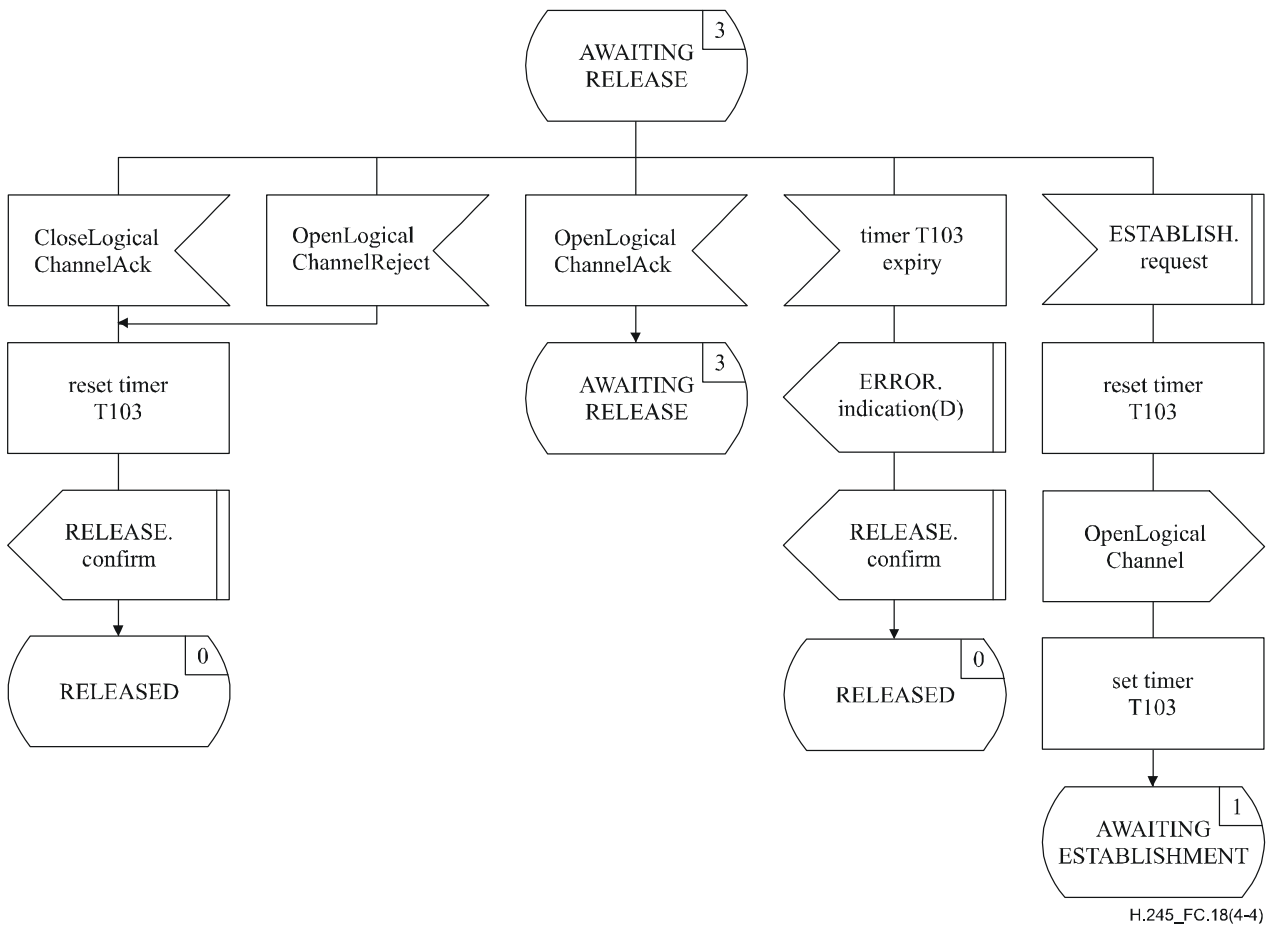 3
AWAITING
RELEASE
CloseLogical
ChannelAck
OpenLogical
ChannelReject
OpenLogical
ChannelAck
timer T103
expiry
ESTABLISH.
request
reset timer
T103
3
AWAITING
RELEASE
ERROR.
indication(D)
reset timer
T103
RELEASE.
confirm
RELEASE.
confirm
OpenLogical
Channel
0
RELEASED
0
RELEASED
set timer
T103
1
AWAITING
ESTABLISHMENT
H.245_FC.18(4-4)